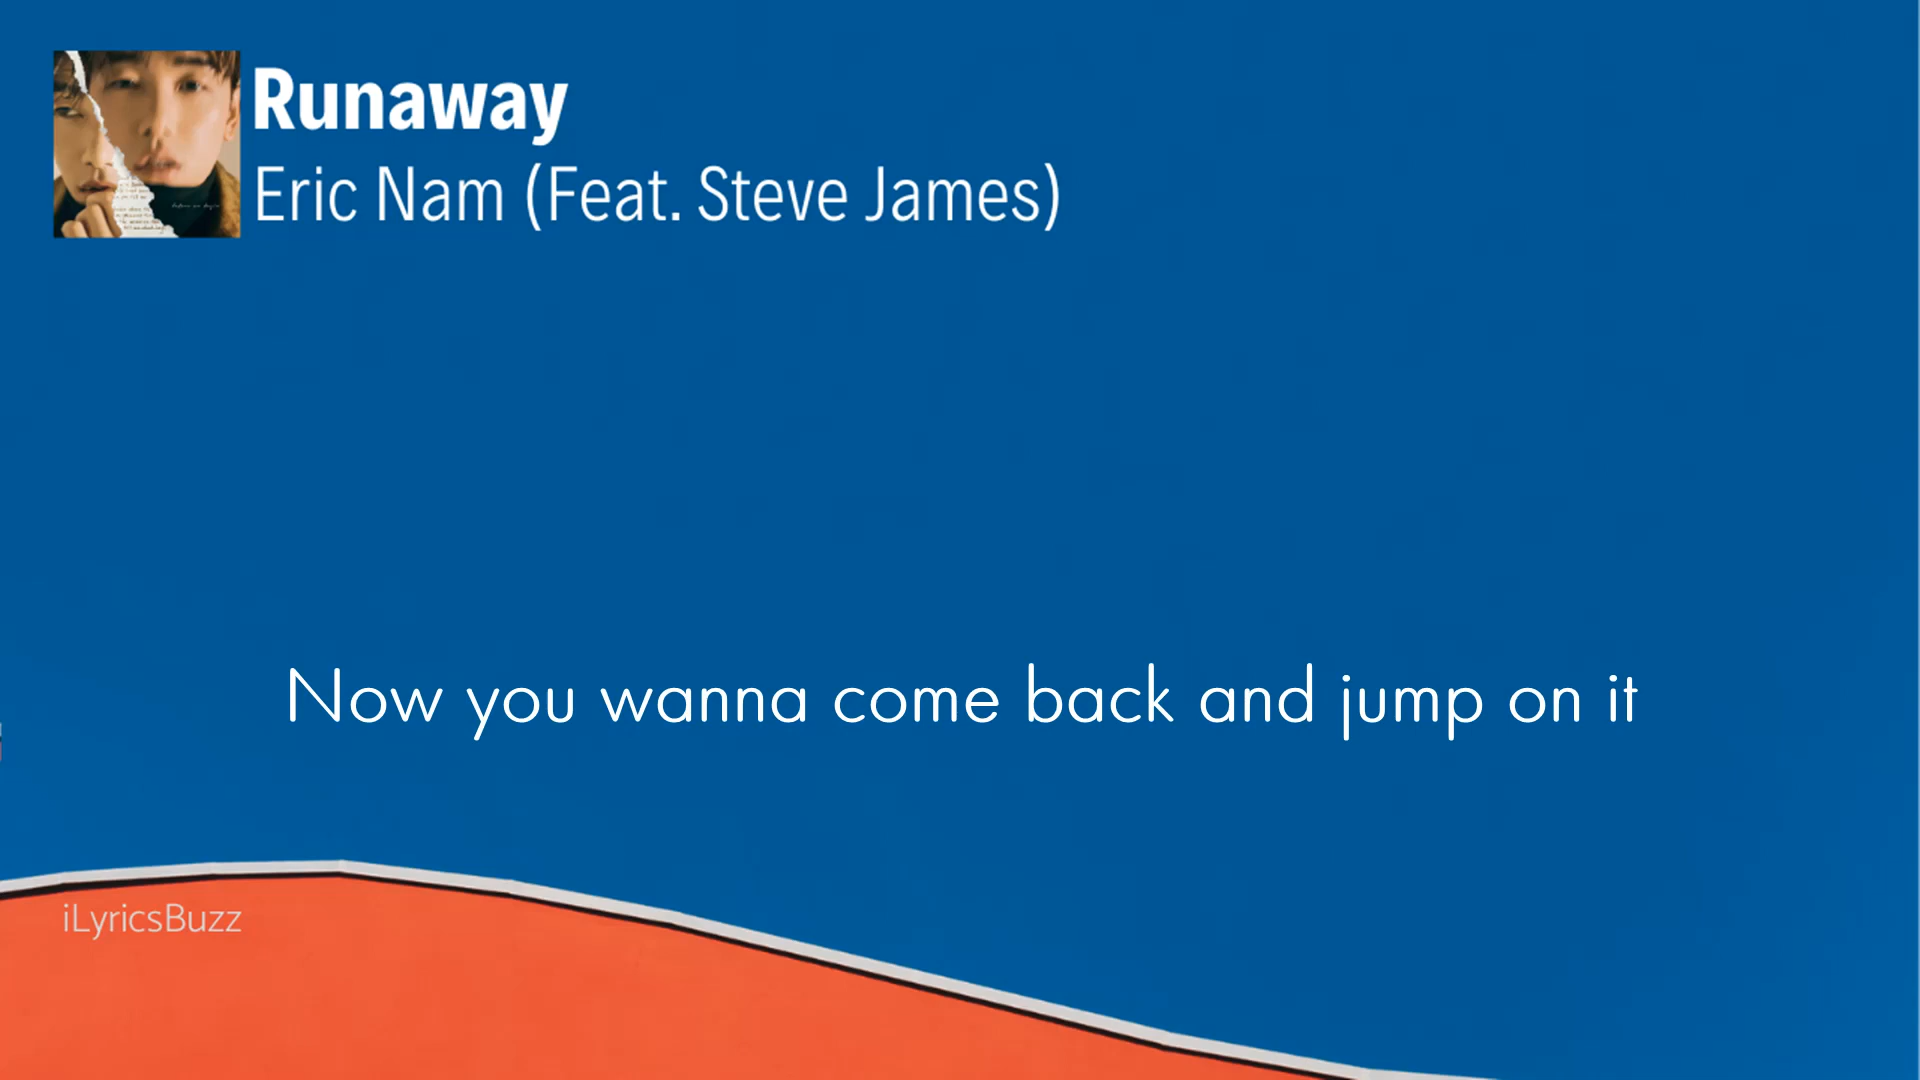 Runaway
Eric Nam (Feat. Steve James)
Now you wanna come back and jump on it
iLyricsBuzz